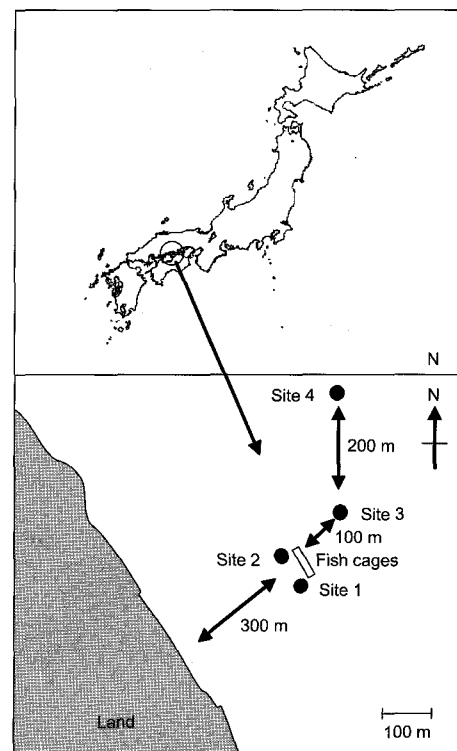 N
Site 4
N
200 m
Site 3
100 m
Site 2
Fish cages
Site 1
300 m
Land
100 m